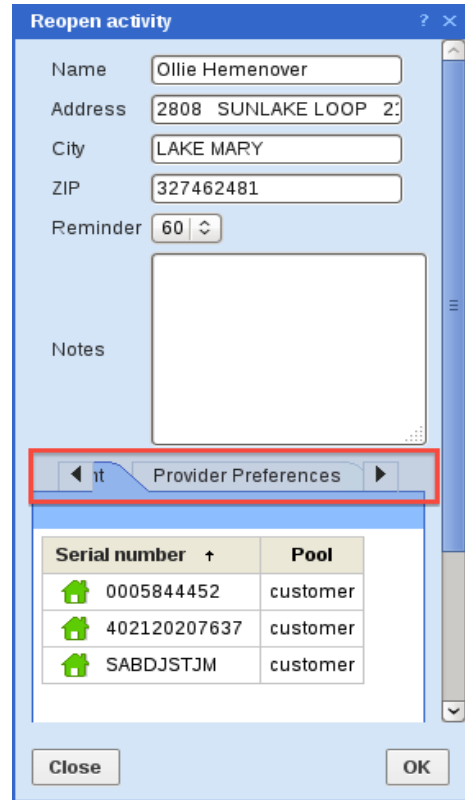 Reopen activity ? ×
Name Ollie Hemenover
Address 2808 SUNLAKE LOOP
City LAKE MARY
ZIP 327462481
Reminder 60
Notes
nt Provider Preferences
Serial number ↑ Pool
0005844452 customer
402120207637 customer
SABDJSTJM customer
Close OK